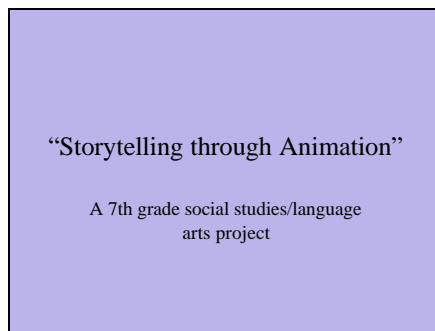 “Storytelling through Animation”
A 7th grade social studies/language
arts project